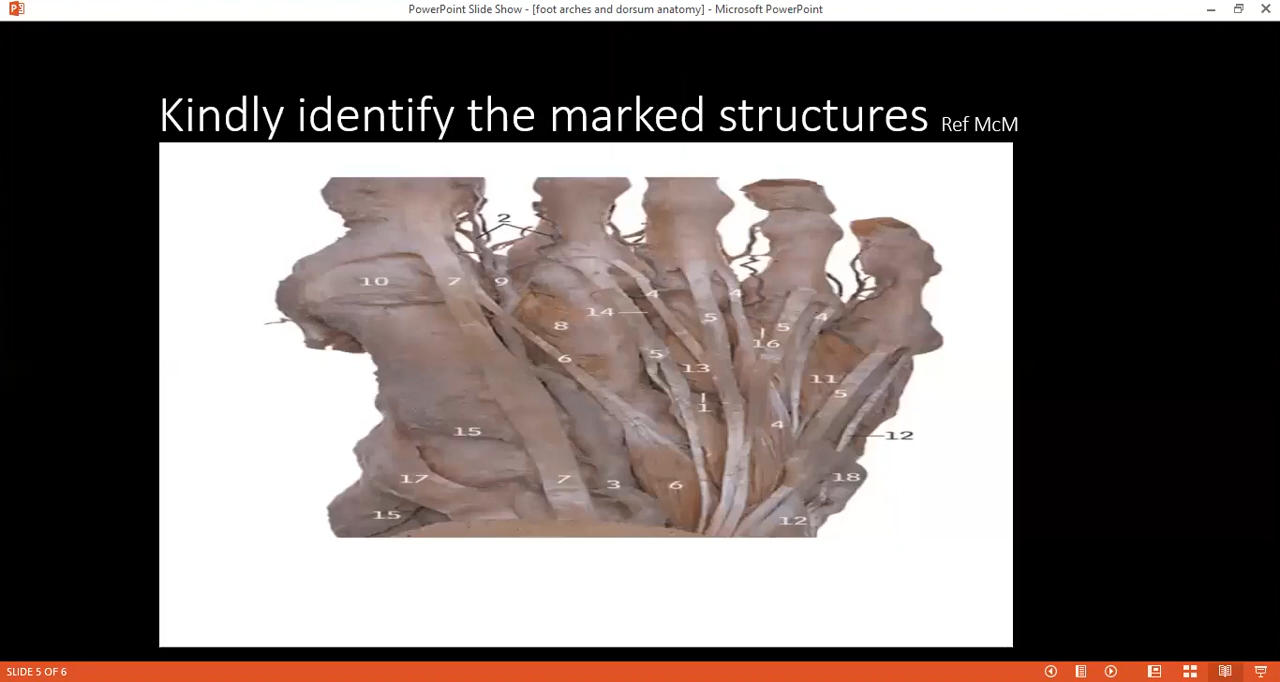 PowerPoint Slide Show - [foot arches and dorsum anatomy] - Microsoft PowerPoint
Kindly identify the marked structures Ref McM
2
10 7 9
4 4
14 5 5 4
8 16
6 5 13
11
1 5
15 4 12
17 7 3 6 18
15 12
SLIDE 5 OF 6